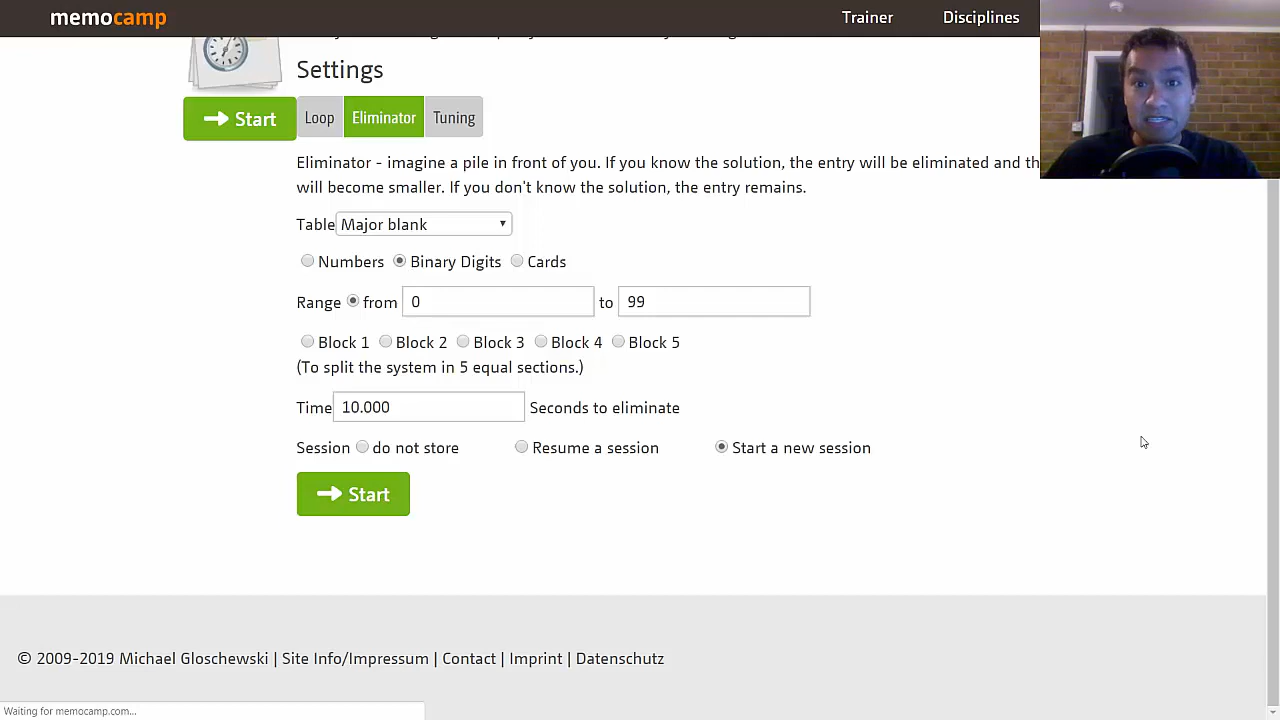 memocamp
Trainer
Disciplines
Settings
Start
Loop
Eliminator
Tuning
Eliminator - imagine a pile in front of you. If you know the solution, the entry will be eliminated and th
will become smaller. If you don't know the solution, the entry remains.
Table Major blank
Numbers Binary Digits Cards
Range from 0 to 99
Block 1 Block 2 Block 3 Block 4 Block 5
(To split the system in 5 equal sections.)
Time 10.000 Seconds to eliminate
Session do not store Resume a session Start a new session
Start
© 2009-2019 Michael Gloschewski | Site Info/Impressum | Contact | Imprint | Datenschutz
Waiting for memocamp.com...